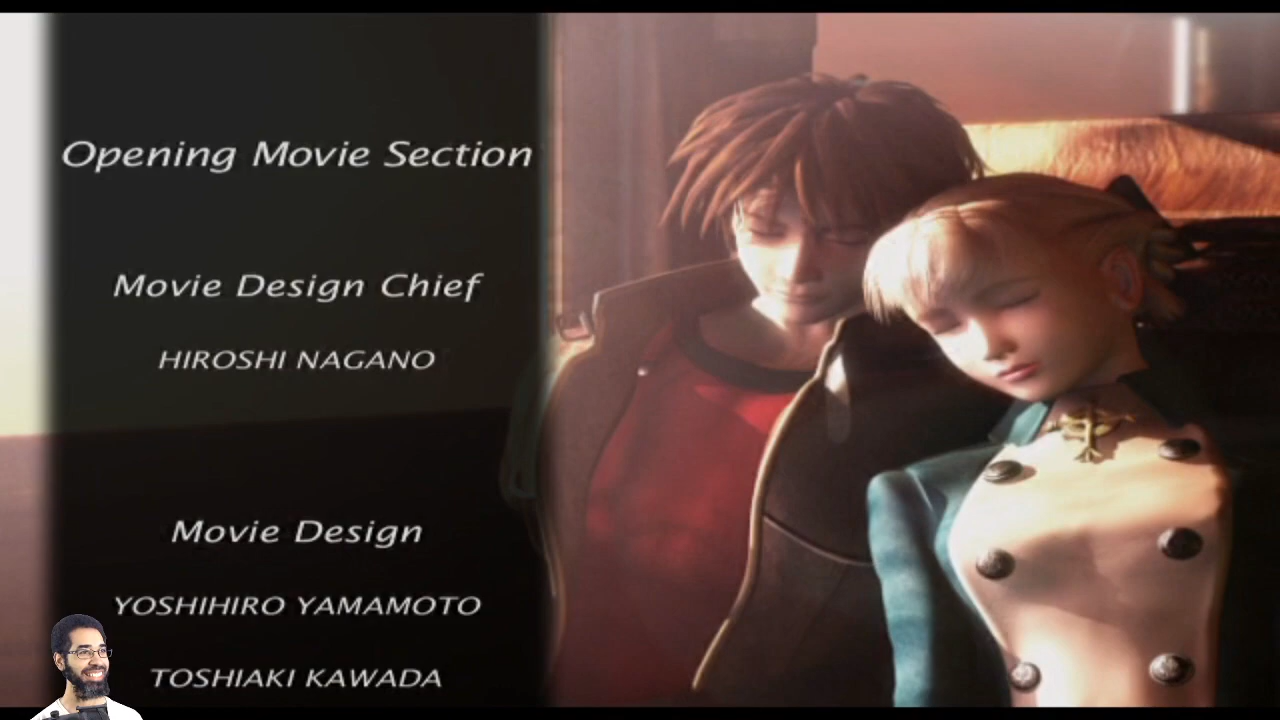 Opening Movie Section
Movie Design Chief
HIROSHI NAGANO
Movie Design
YOSHIHIRO YAMAMOTO
TOSHIAKI KAWADA